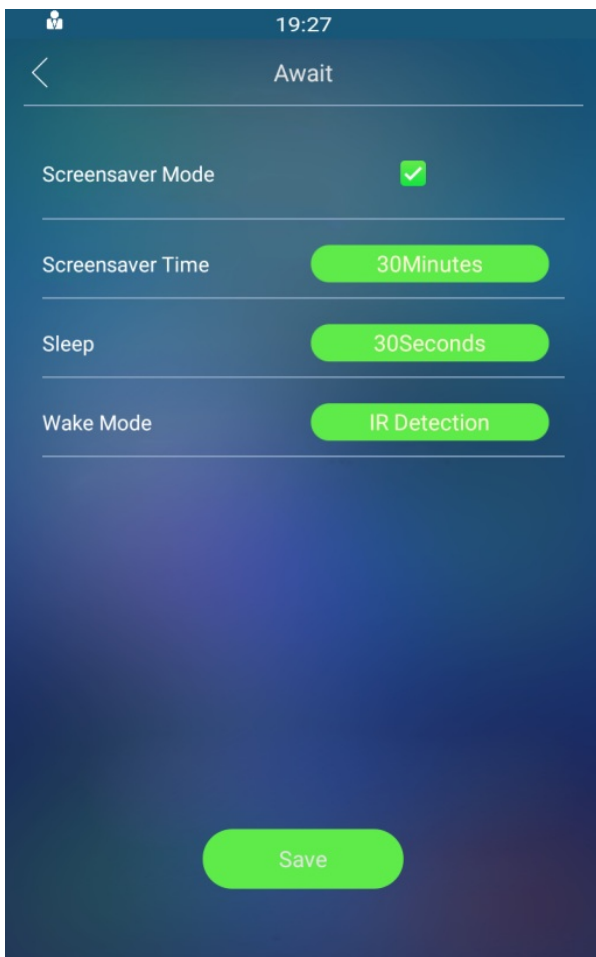 19:27
Await
Screensaver Mode
Screensaver Time 30Minutes
Sleep 30Seconds
Wake Mode IR Detection
Save